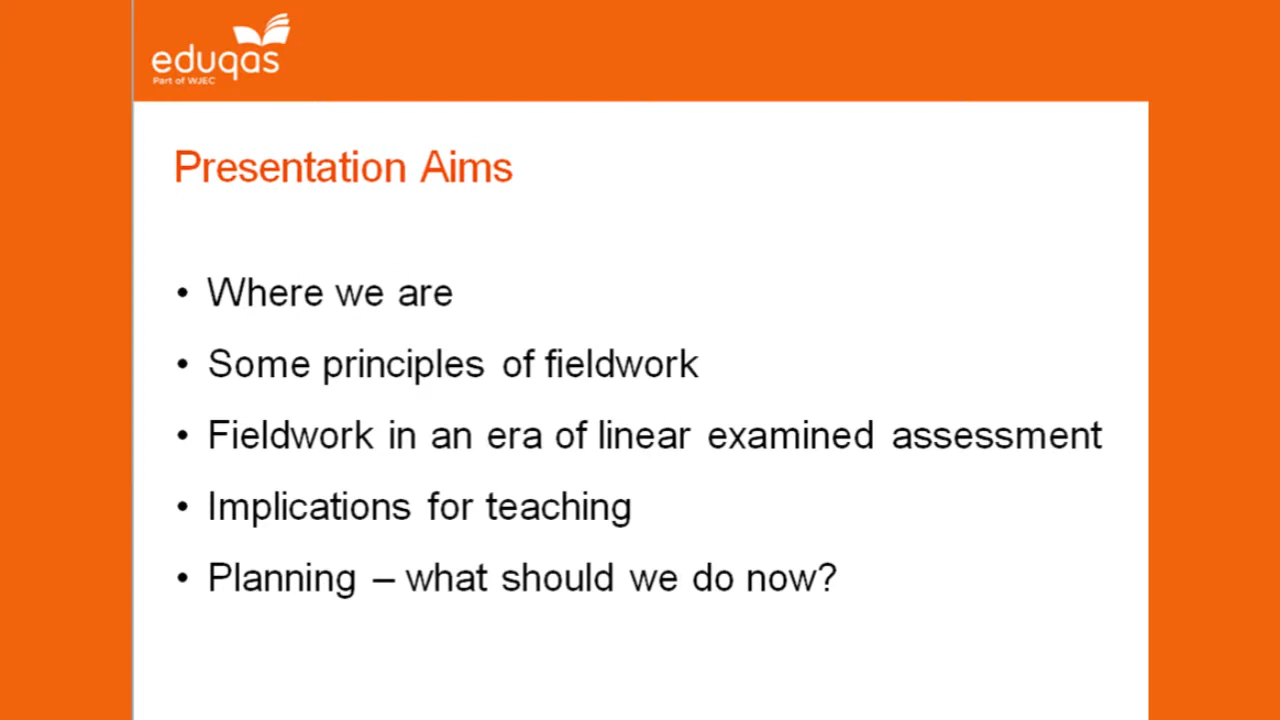 eduqas
Part of WJEC
Presentation Aims
• Where we are
• Some principles of fieldwork
• Fieldwork in an era of linear examined assessment
• Implications for teaching
• Planning – what should we do now?